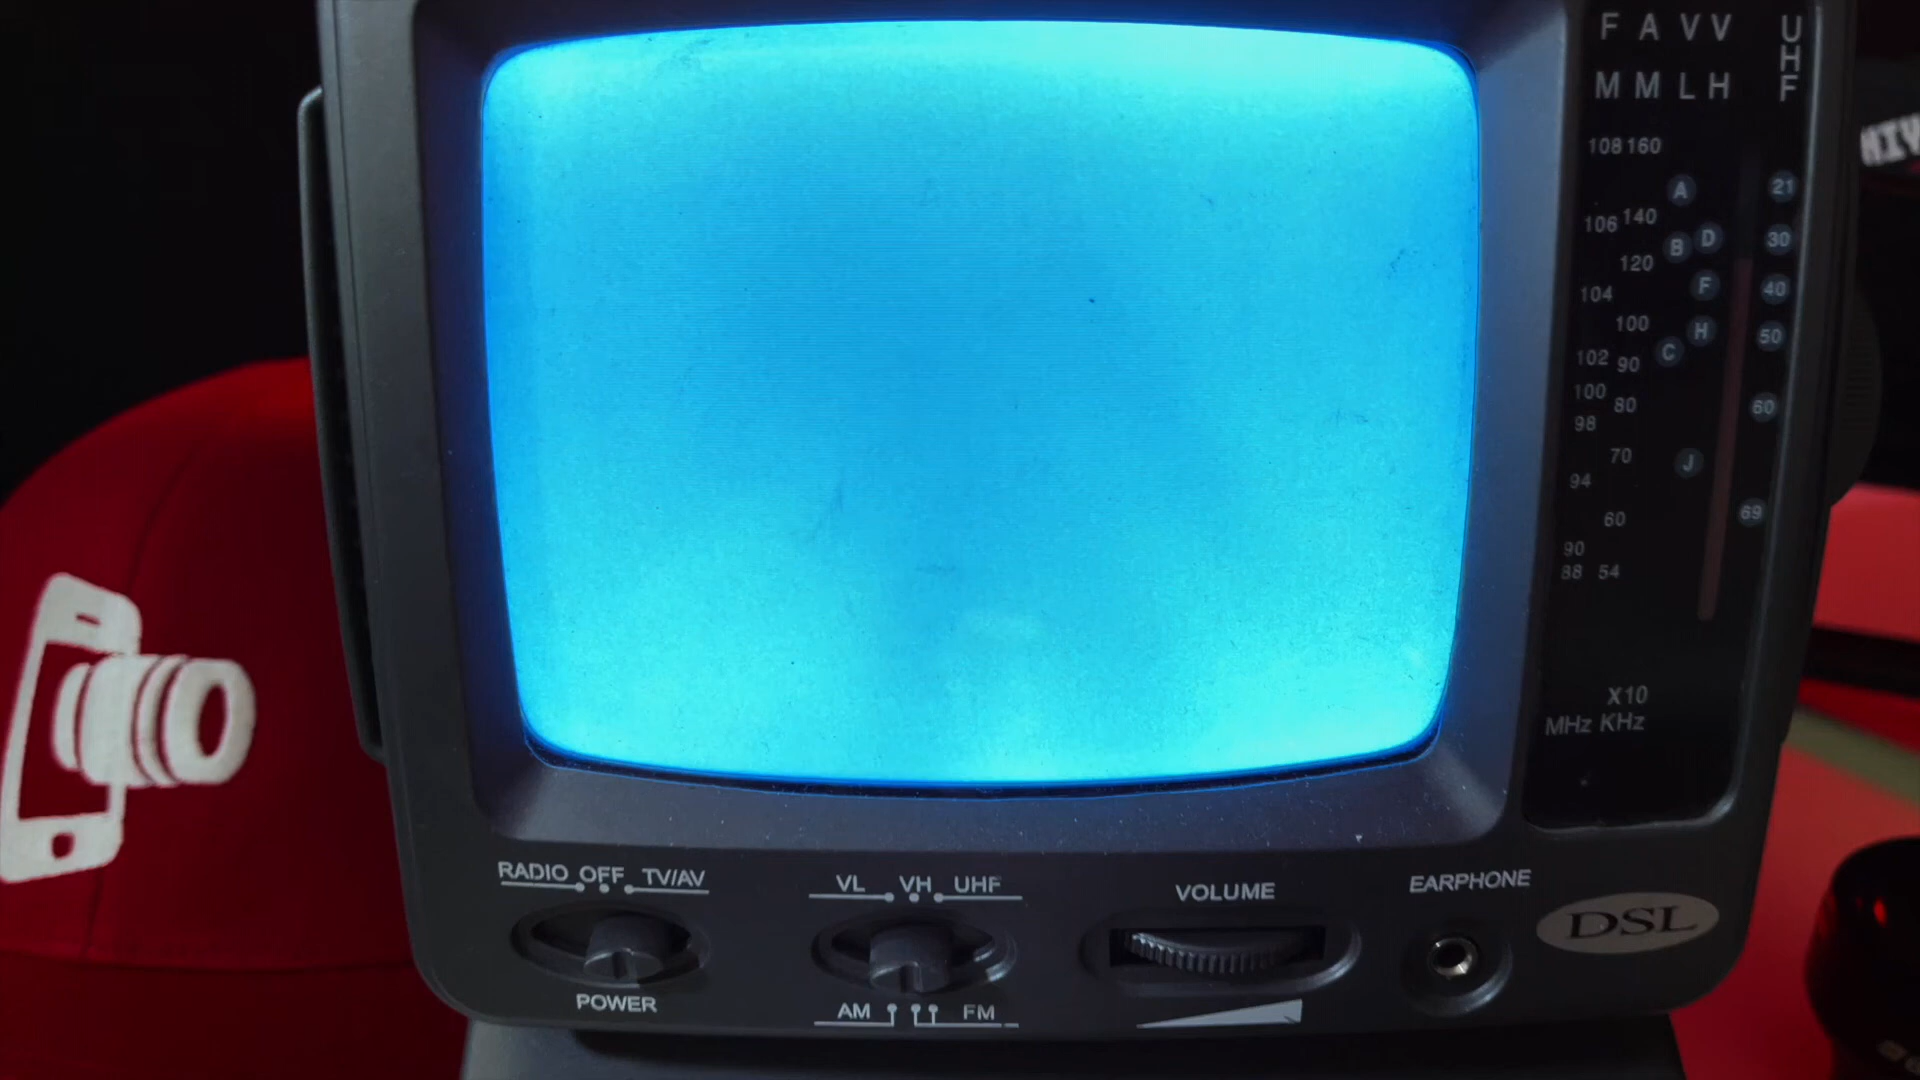 F A V V U
H
M M L H F
108 160
A 21
106 140
B D 30
120
F 40
104
100 H 50
102 90 C
100
80 60
98
70 J
94
69
60
90
88 54
X10
MHz KHz
RADIO OFF TV/AV
VL VH UHF
VOLUME
EARPHONE
DSL
POWER
AM FM